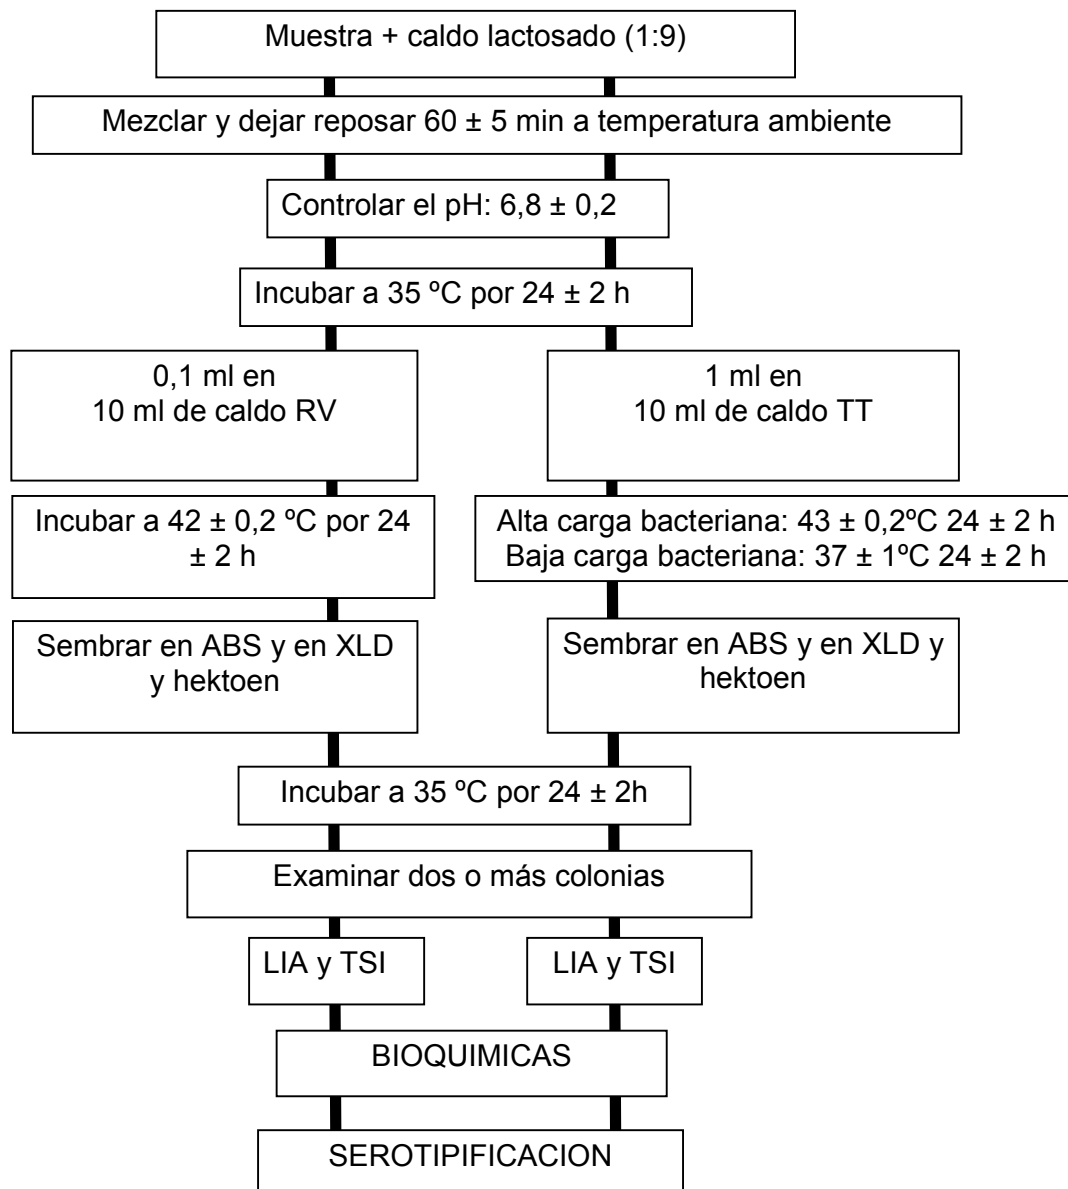 Muestra + caldo lactosado (1:9)
Mezclar y dejar reposar 60 ± 5 min a temperatura ambiente
Controlar el pH: 6,8 ± 0,2
Incubar a 35 ºC por 24 ± 2 h
0,1 ml en
10 ml de caldo RV
1 ml en
10 ml de caldo TT
Incubar a 42 ± 0,2 ºC por 24
± 2 h
Alta carga bacteriana: 43 ± 0,2ºC 24 ± 2 h
Baja carga bacteriana: 37 ± 1ºC 24 ± 2 h
Sembrar en ABS y en XLD
y hektoen
Sembrar en ABS y en XLD y
hektoen
Incubar a 35 ºC por 24 ± 2h
Examinar dos o más colonias
LIA y TSI
LIA y TSI
BIOQUIMICAS
SEROTIPIFICACION